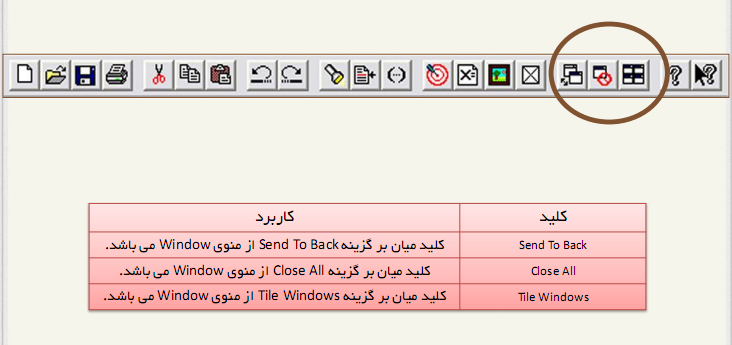 کلید کاربرد
Send To Back کلید میان بر گزینه Send To Back از منوی Window می باشد.
Close All کلید میان بر گزینه Close All از منوی Window می باشد.
Tile Windows کلید میان بر گزینه Tile Windows از منوی Window می باشد.